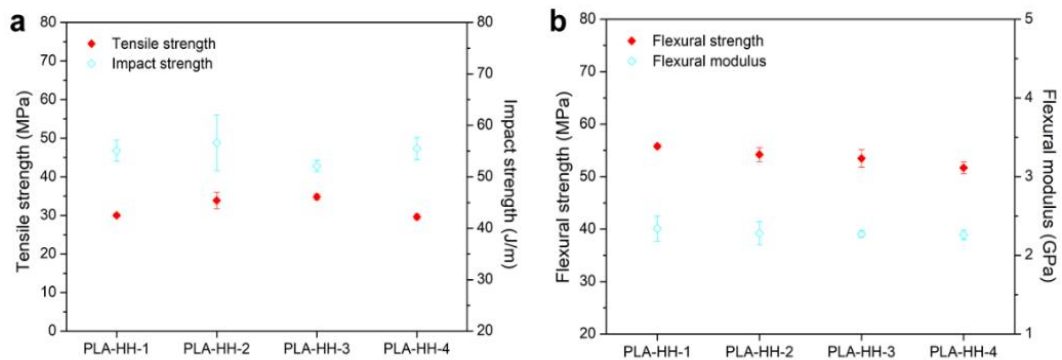 a
Tensile strength
Impact strength
Tensile strength (MPa)
80
70
60
50
40
30
20
10
0
Impact strength (J/m)
80
70
60
50
40
30
20
PLA-HH-1 PLA-HH-2 PLA-HH-3 PLA-HH-4
b
Flexural strength
Flexural modulus
Flexural strength (MPa)
80
70
60
50
40
30
20
Flexural modulus (GPa)
5
4
3
2
1
PLA-HH-1 PLA-HH-2 PLA-HH-3 PLA-HH-4